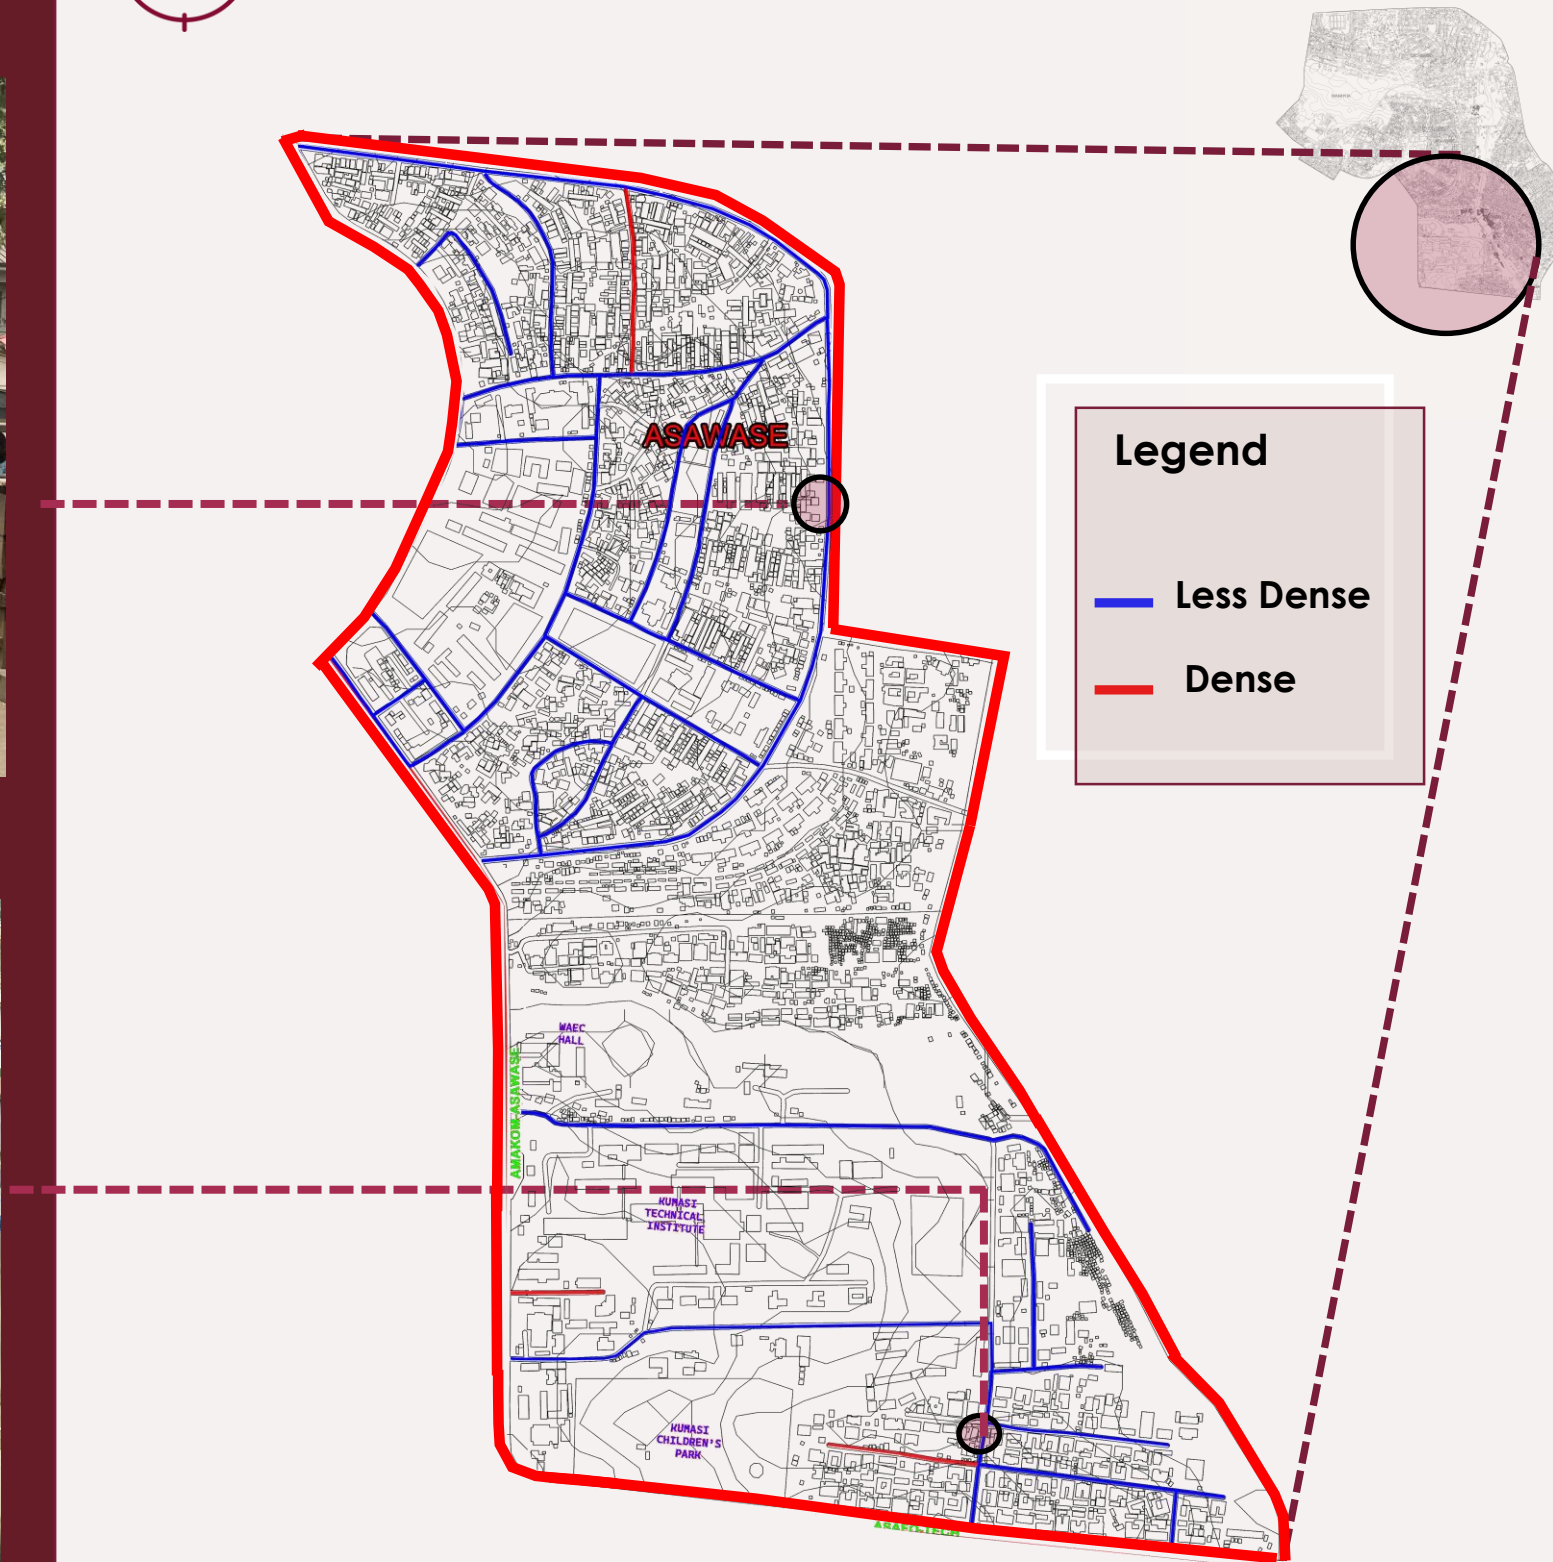 ASAWASE
Legend
Less Dense
Dense
WAEC
HALL
AMAKOM-ASAWASE
KUMASI
TECHNICAL
INSTITUTE
KUMASI
CHILDREN'S
PARK